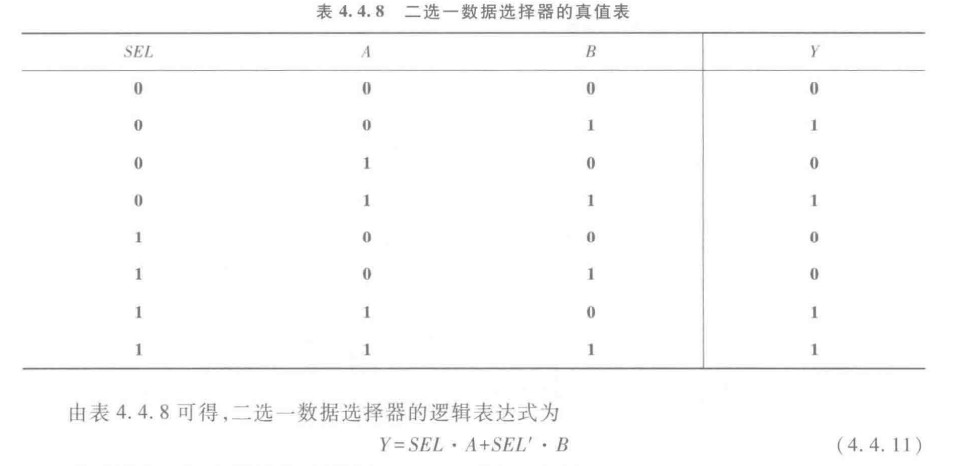 表 4.4.8 二选一数据选择器的真值表
SEL A B Y
0 0 0 0
0 0 1 1
0 1 0 0
0 1 1 1
1 0 0 0
1 0 1 0
1 1 0 1
1 1 1 1
由表 4.4.8 可得,二选一数据选择器的逻辑表达式为
Y=SEL · A+SEL′ · B (4.4.11)